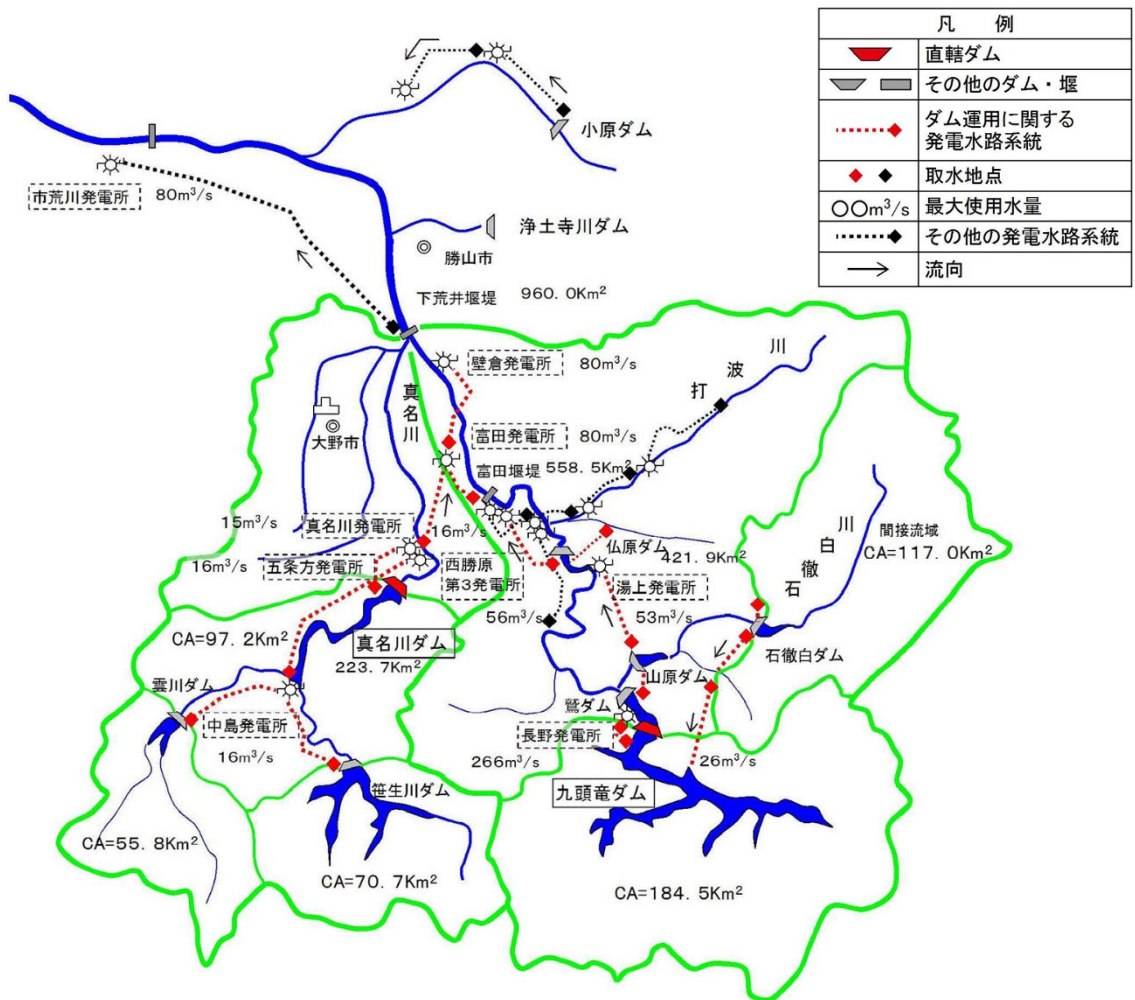 凡 例
直轄ダム
その他のダム・堰
ダム運用に関する
発電水路系統
取水地点
○○m³/s 最大使用水量
その他の発電水路系統
流向
小原ダム
市荒川発電所
80m³/s
浄土寺川ダム
勝山市
下荒井堰堤
960. 0Km²
壁倉発電所
80m³/s
打波川
真名川
大野市
富田発電所
80m³/s
富田堰堤
558. 5Km²
石徹白川
間接流域
CA=117. 0Km²
15m³/s
真名川発電所
16m³/s
16m³/s
五条方発電所
西勝原
第3発電所
仏原ダム
421. 9Km²
湯上発電所
53m³/s
56m³/s
CA=97. 2Km²
真名川ダム
223. 7Km²
石徹白ダム
山原ダム
雲川ダム
鷲ダム
中島発電所
長野発電所
16m³/s
266m³/s
26m³/s
笹生川ダム
九頭竜ダム
CA=55. 8Km²
CA=70. 7Km²
CA=184. 5Km²